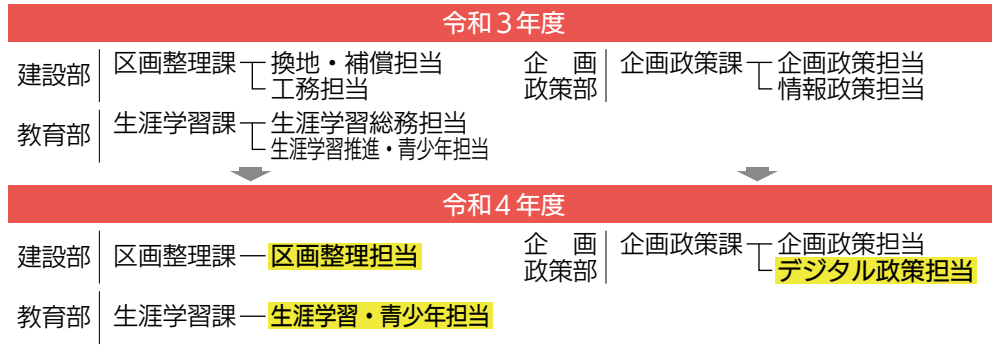 令和3年度
建設部 区画整理課 換地・補償担当
工務担当
教育部 生涯学習課 生涯学習総務担当
生涯学習推進・青少年担当
企画政策部 企画政策課 企画政策担当
情報政策担当
令和4年度
建設部 区画整理課 区画整理担当
教育部 生涯学習課 生涯学習・青少年担当
企画政策部 企画政策課 企画政策担当
デジタル政策担当